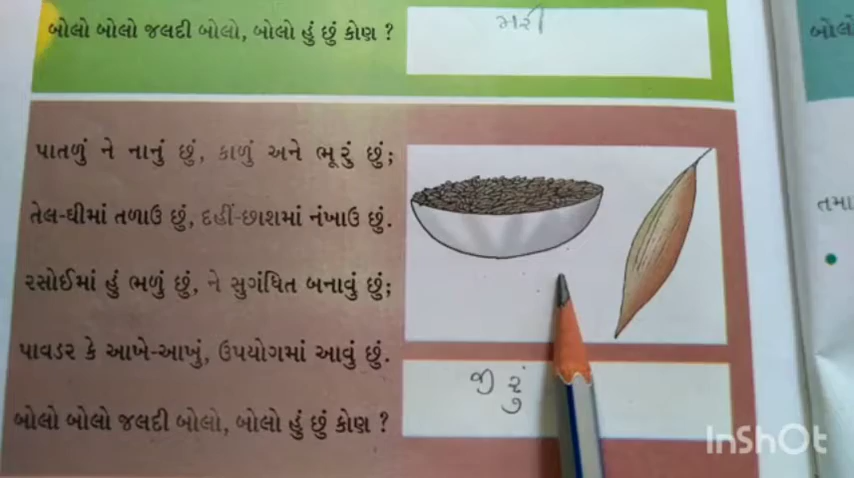 બોલો બોલો જલદી બોલો, બોલો હું છું કોણ ?
મરી
પાતળું ને નાનું છું, કાળું અને ભૂરું છું;
તેલ-ઘીમાં તળાઉ છું, દહીં-છાશમાં નંખાઉ છું.
રસોઈમાં હું ભળું છું, ને સુગંધિત બનાવું છું;
પાવડર કે આખે-આખું, ઉપયોગમાં આવું છું.
બોલો બોલો જલદી બોલો, બોલો હું છું કોણ ?
જીરું
InShOt